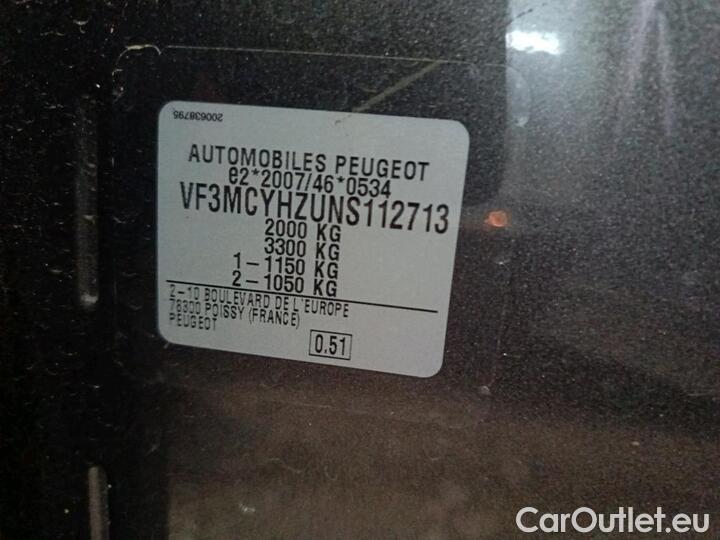 200638795
AUTOMOBILES PEUGEOT
e2*2007/46*0534
VF3MCYHZUNS112713
2000 KG
3300 KG
1-1150 KG
2-1050 KG
2-10 BOULEVARD DE L'EUROPE
78300 POISSY (FRANCE)
PEUGEOT
0.51
CarOutlet.eu